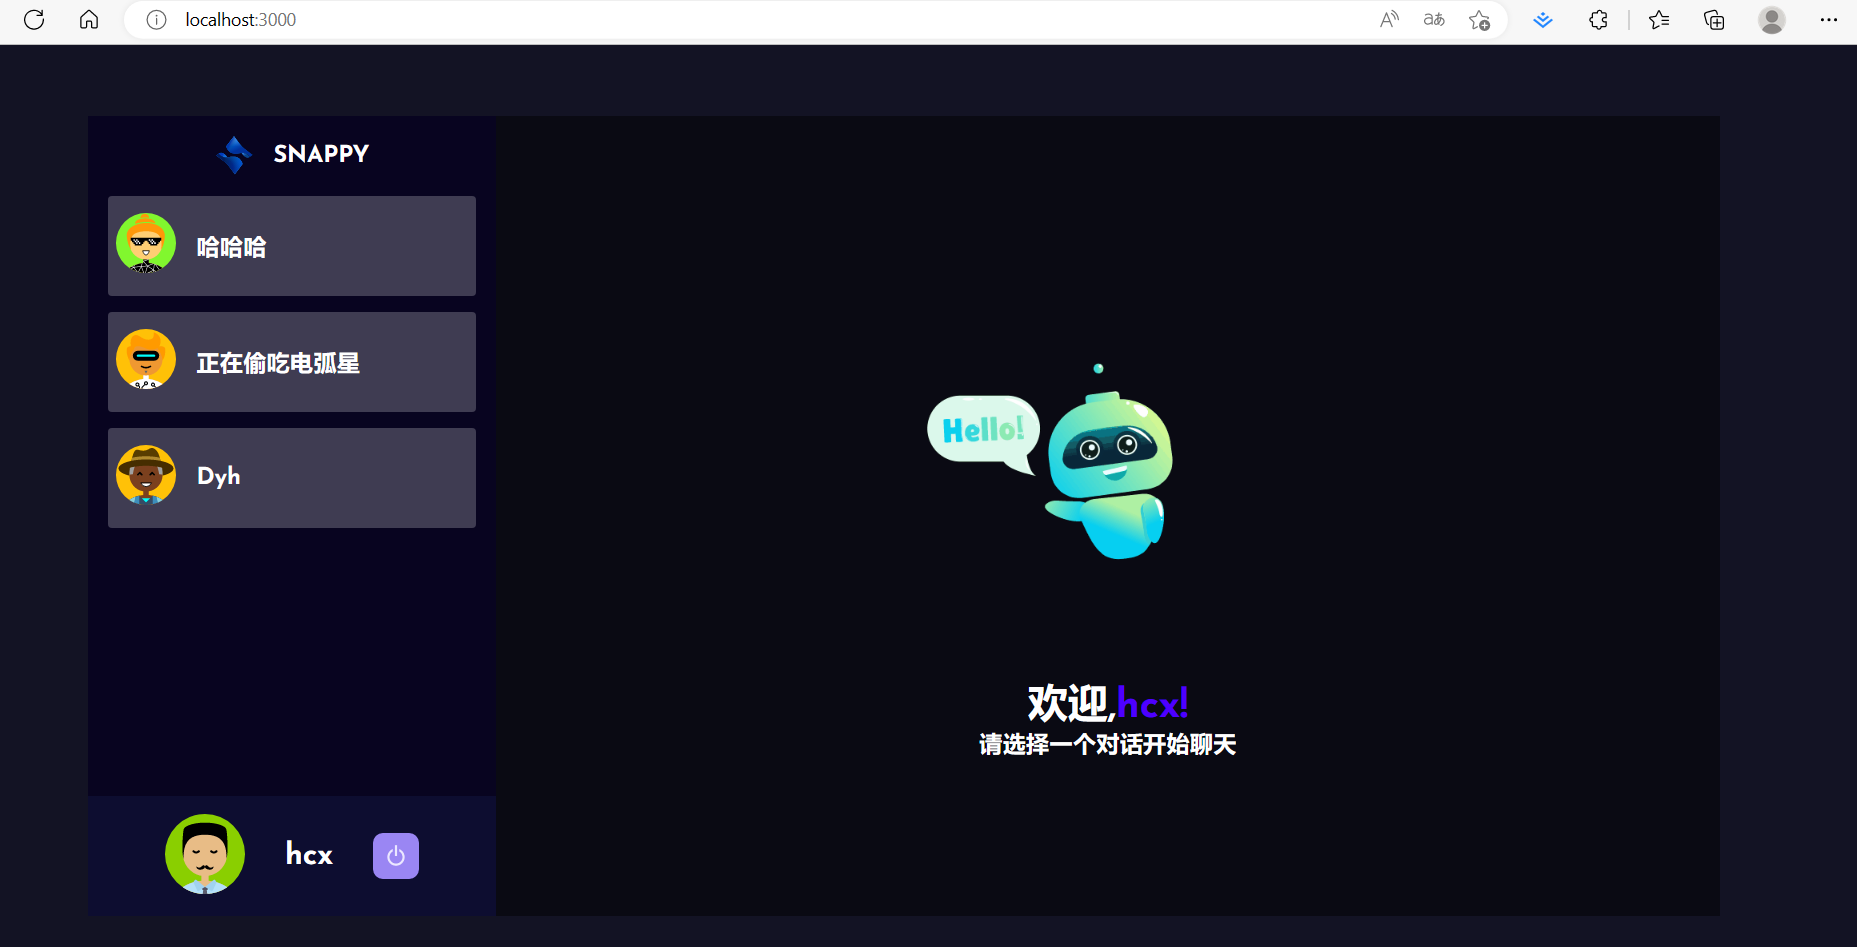 localhost:3000
SNAPPY
哈哈哈
正在偷吃电弧星
Dyh
hcx
Hello!
欢迎,hcx!
请选择一个对话开始聊天